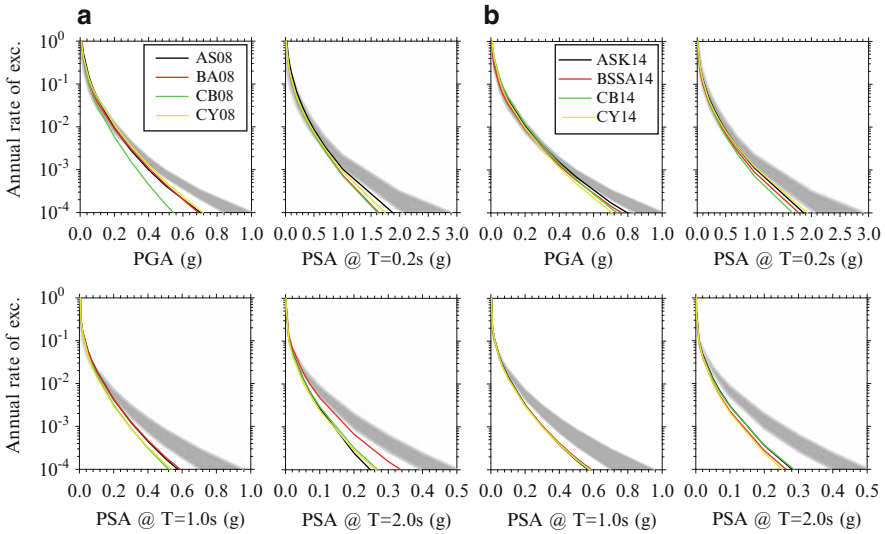 a
b
Annual rate of exc.
10^0
10^-1
10^-2
10^-3
10^-4
AS08
BA08
CB08
CY08
ASK14
BSSA14
CB14
CY14
0.0 0.2 0.4 0.6 0.8 1.0
PGA (g)
0.0 0.5 1.0 1.5 2.0 2.5 3.0
PSA @ T=0.2s (g)
0.0 0.2 0.4 0.6 0.8 1.0
PGA (g)
0.0 0.5 1.0 1.5 2.0 2.5 3.0
PSA @ T=0.2s (g)
Annual rate of exc.
10^0
10^-1
10^-2
10^-3
10^-4
0.0 0.2 0.4 0.6 0.8 1.0
PSA @ T=1.0s (g)
0.0 0.1 0.2 0.3 0.4 0.5
PSA @ T=2.0s (g)
0.0 0.2 0.4 0.6 0.8 1.0
PSA @ T=1.0s (g)
0.0 0.1 0.2 0.3 0.4 0.5
PSA @ T=2.0s (g)